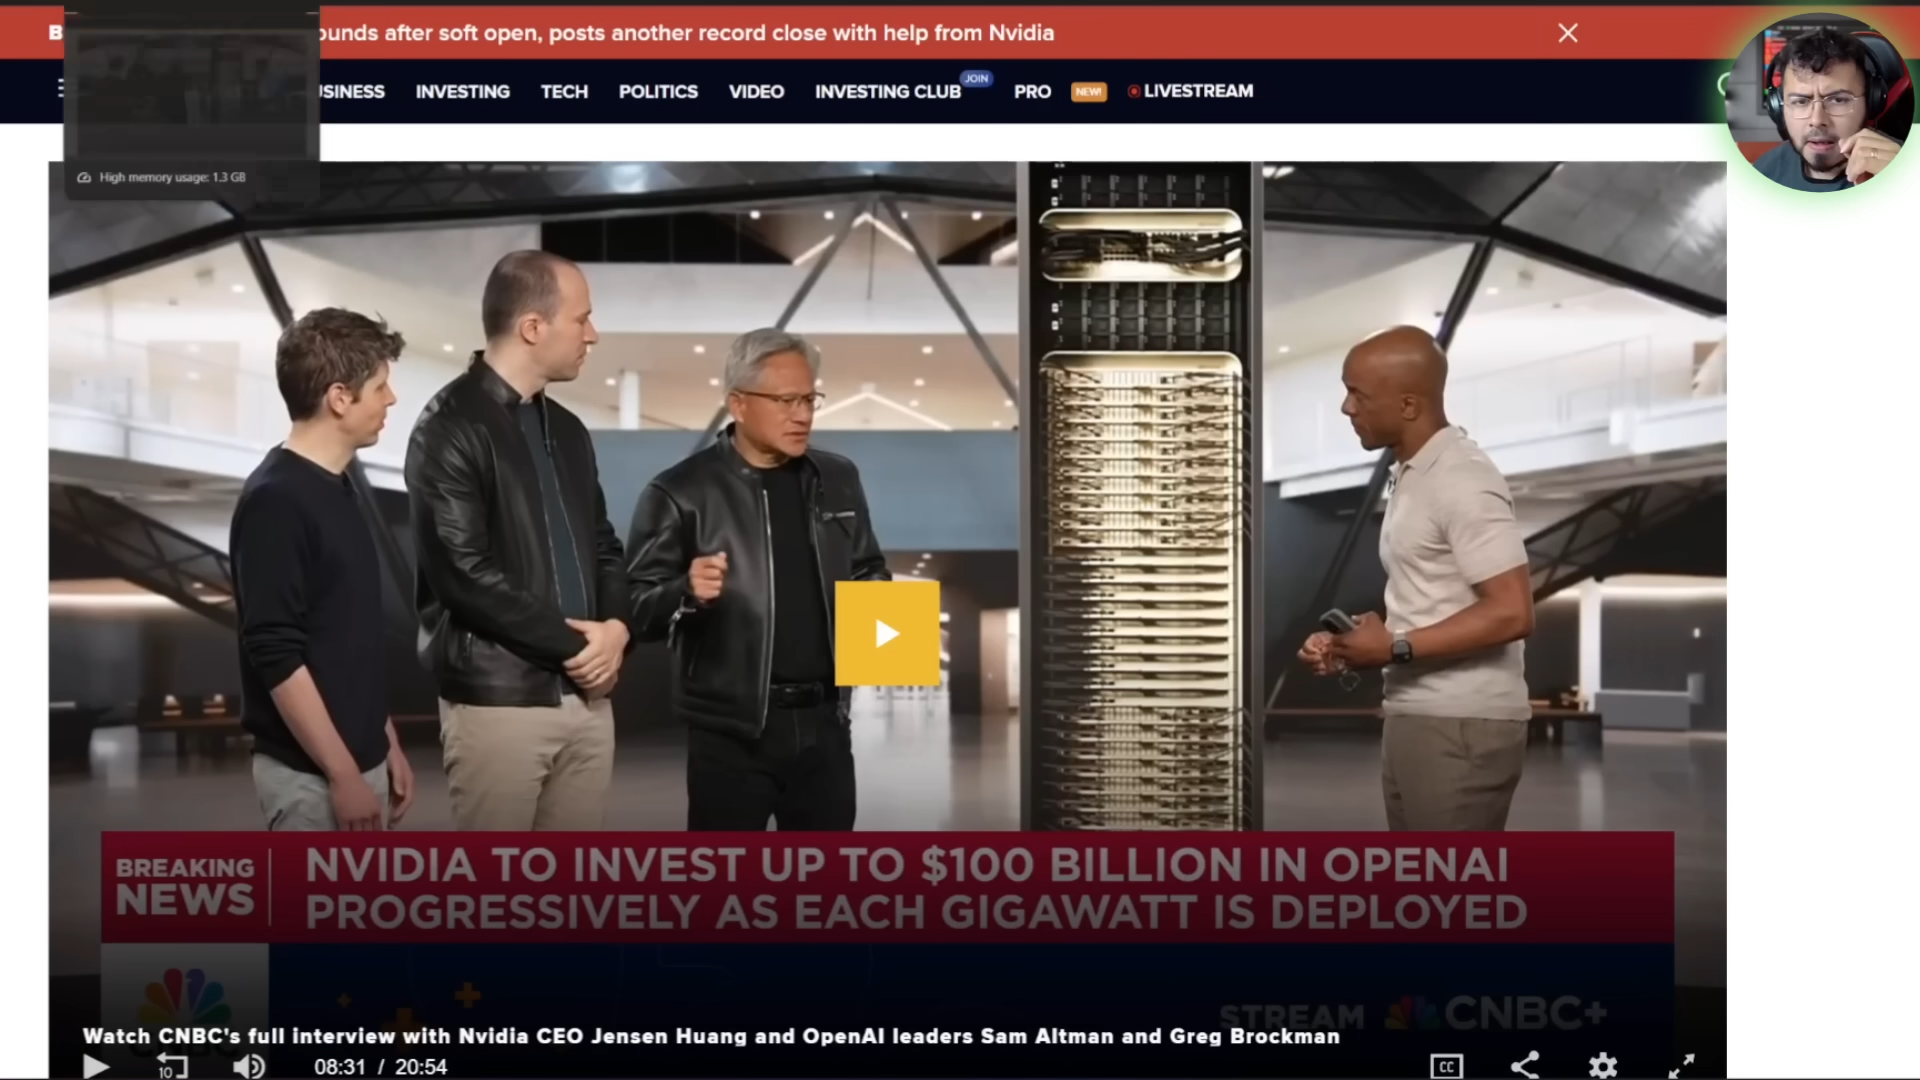 B
ounds after soft open, posts another record close with help from Nvidia
USINESS INVESTING TECH POLITICS VIDEO INVESTING CLUB JOIN PRO NEW! LIVESTREAM
High memory usage: 1.3 GB
BREAKING NEWS
NVIDIA TO INVEST UP TO $100 BILLION IN OPENAI
PROGRESSIVELY AS EACH GIGAWATT IS DEPLOYED
STREAM CNBC+
Watch CNBC's full interview with Nvidia CEO Jensen Huang and OpenAI leaders Sam Altman and Greg Brockman
10 08:31 / 20:54 CC